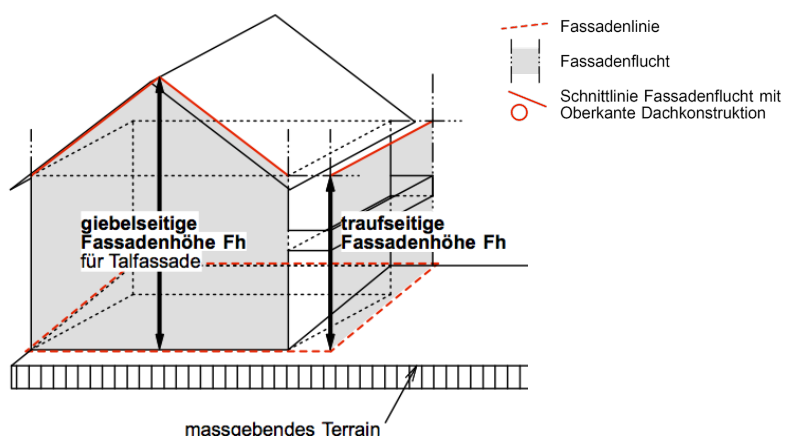 Fassadenlinie
Fassadenflucht
Schnittlinie Fassadenflucht mit
Oberkante Dachkonstruktion
giebelseitige
Fassadenhöhe Fh
für Talfassade
traufseitige
Fassadenhöhe Fh
massgebendes Terrain